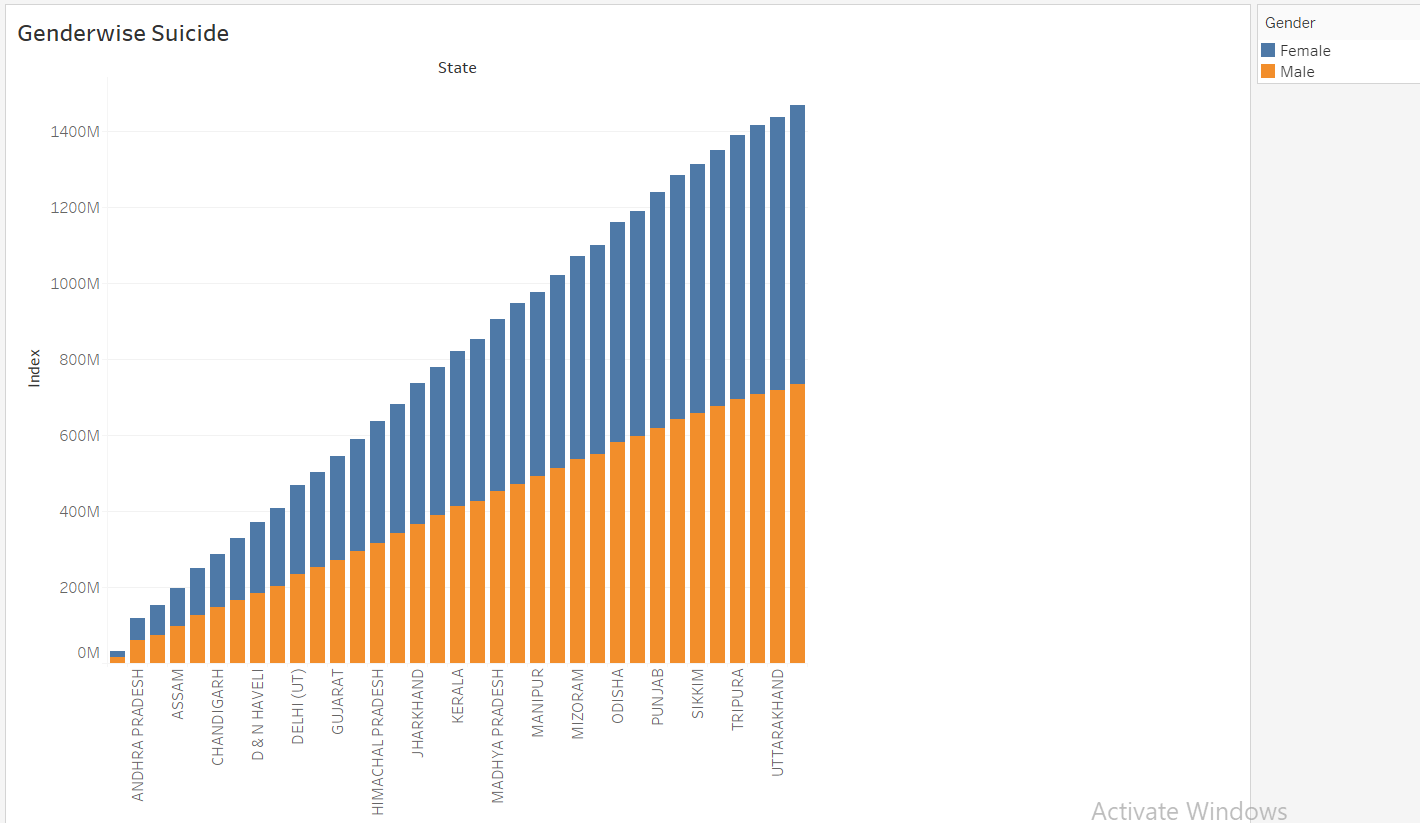 Genderwise Suicide
State
Gender
Female
Male
1400M
1200M
1000M
800M
600M
400M
200M
0M
Index
ANDHRA PRADESH
ASSAM
CHANDIGARH
D & N HAVELI
DELHI (UT)
GUJARAT
HIMACHAL PRADESH
JHARKHAND
KERALA
MADHYA PRADESH
MANIPUR
MIZORAM
ODISHA
PUNJAB
SIKKIM
TRIPURA
UTTARAKHAND
Activate Windows